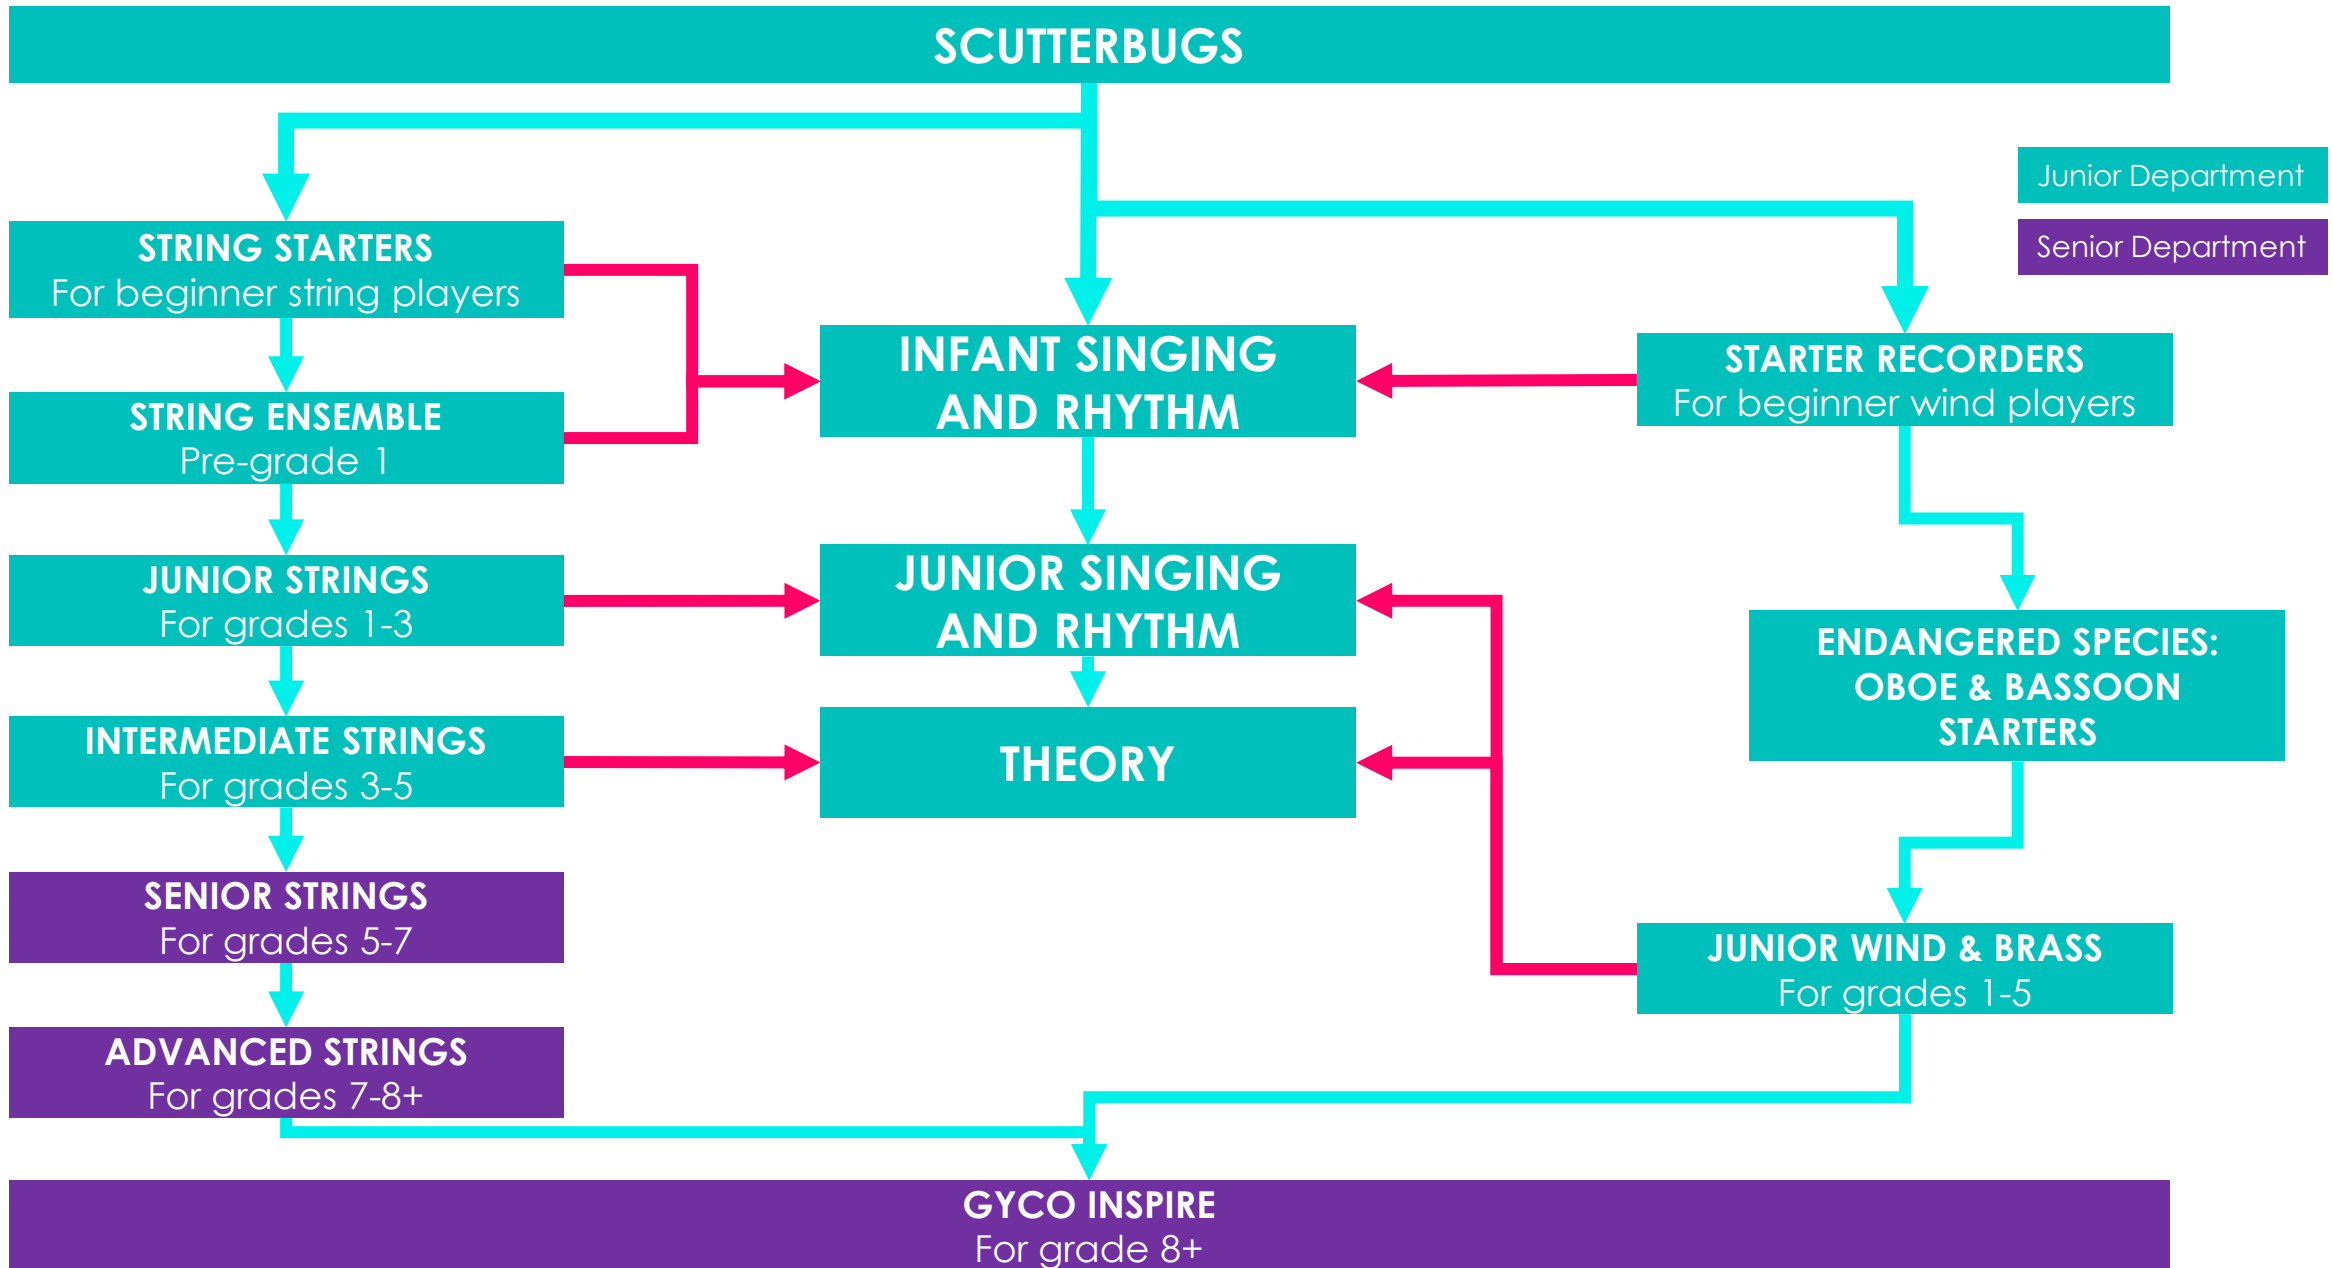 SCUTTERBUGS
Junior Department
Senior Department
STRING STARTERS
For beginner string players
STRING ENSEMBLE
Pre-grade 1
JUNIOR STRINGS
For grades 1-3
INTERMEDIATE STRINGS
For grades 3-5
SENIOR STRINGS
For grades 5-7
ADVANCED STRINGS
For grades 7-8+
INFANT SINGING
AND RHYTHM
JUNIOR SINGING
AND RHYTHM
THEORY
STARTER RECORDERS
For beginner wind players
ENDANGERED SPECIES:
OBOE & BASSOON
STARTERS
JUNIOR WIND & BRASS
For grades 1-5
GYCO INSPIRE
For grade 8+